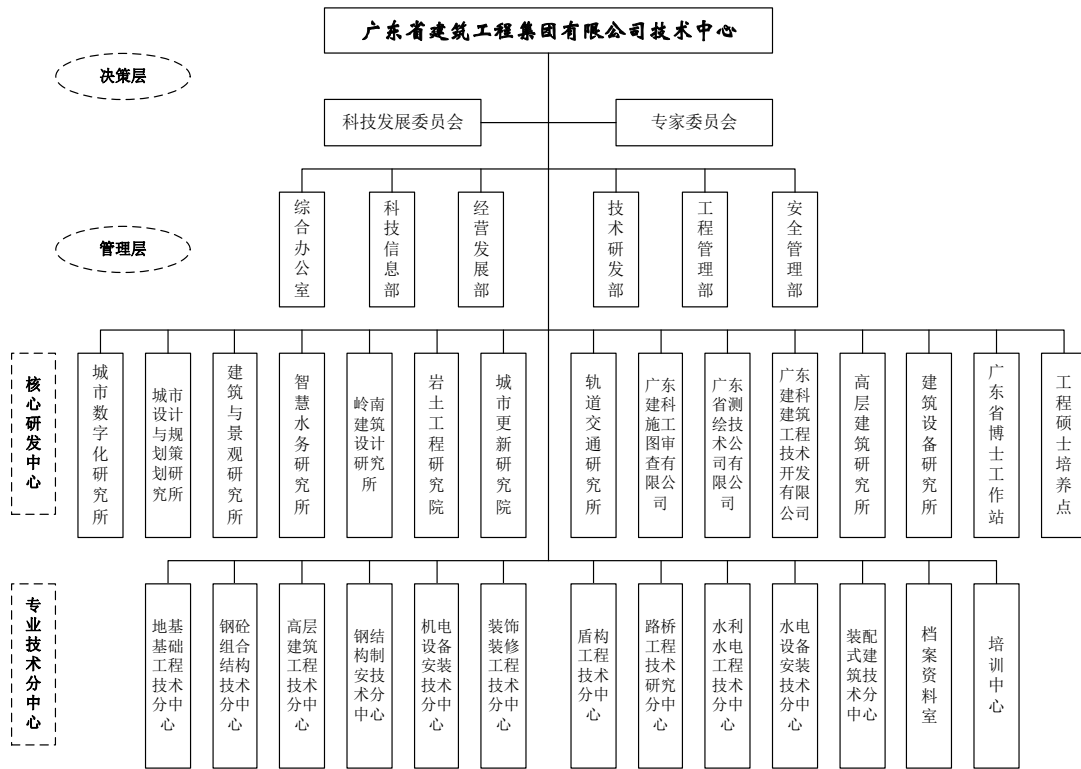 广东省建筑工程集团有限公司技术中心
决策层
科技发展委员会
专家委员会
管理层
综合办公室
科技信息部
经营发展部
技术研发部
工程管理部
安全管理部
核心研发中心
城市数字化研究所
城市设计与规划策划研究所
建筑与景观研究所
智慧水务研究所
岭南建筑设计研究所
岩土工程研究院
城市更新研究院
轨道交通研究所
广东建科施工图审查有限公司
广东省测绘技术公司有限公司
广东建科建筑工程技术开发有限公司
高层建筑研究所
建筑设备研究所
广东省博士工作站
工程硕士培养点
专业技术分中心
地基基础工程技术分中心
钢砼组合结构技术分中心
高层建筑工程技术分中心
钢结构制安技术分中心
机电设备安装技术分中心
装饰装修工程技术分中心
盾构工程技术分中心
路桥工程技术研究分中心
水利水电工程技术分中心
水电设备安装技术分中心
装配式建筑技术分中心
档案资料室
培训中心